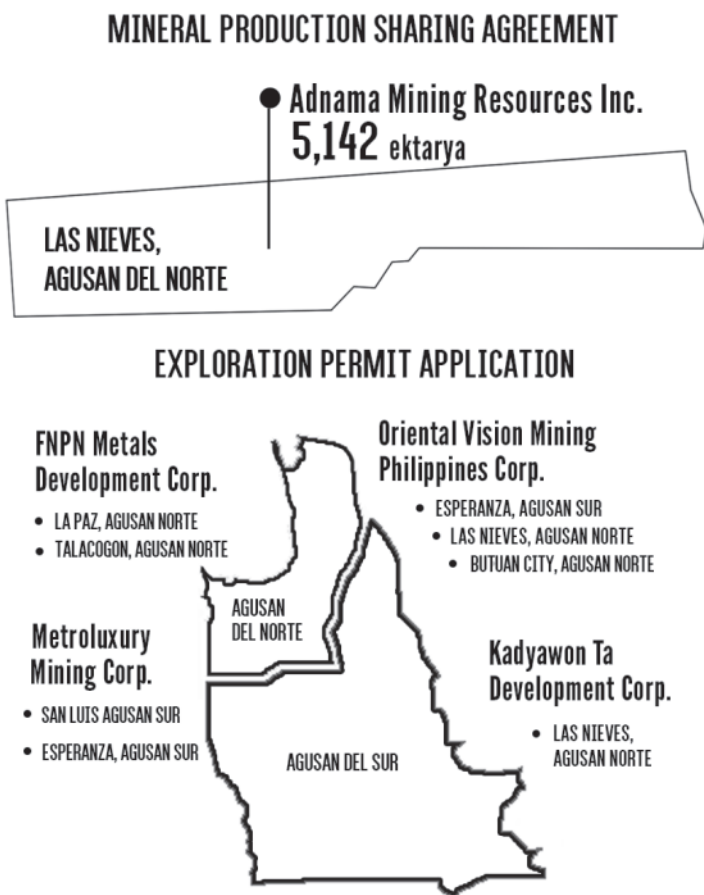 MINERAL PRODUCTION SHARING AGREEMENT
Adnama Mining Resources Inc.
5,142 ektarya
LAS NIEVES,
AGUSAN DEL NORTE
EXPLORATION PERMIT APPLICATION
FNPN Metals
Development Corp.
• LA PAZ, AGUSAN NORTE
• TALACOGON, AGUSAN NORTE
Oriental Vision Mining
Philippines Corp.
• ESPERANZA, AGUSAN SUR
• LAS NIEVES, AGUSAN NORTE
• BUTUAN CITY, AGUSAN NORTE
AGUSAN
DEL NORTE
Metroluxury
Mining Corp.
• SAN LUIS AGUSAN SUR
• ESPERANZA, AGUSAN SUR
Kadyawon Ta
Development Corp.
• LAS NIEVES,
AGUSAN NORTE
AGUSAN DEL SUR